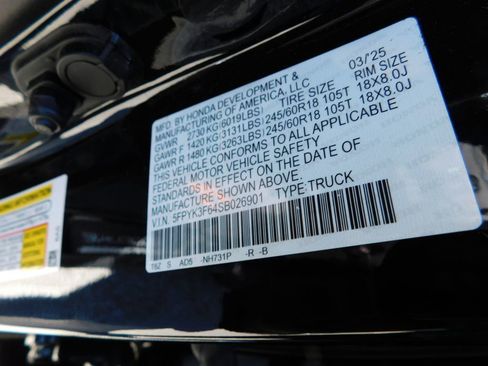 MFD. BY HONDA DEVELOPMENT & 03/25
MANUFACTURING OF AMERICA, LLC
GVWR 2730 KG(6019LBS) TIRE SIZE RIM SIZE
GAWR F 1420 KG(3131LBS) 245/60R18 105T 18X8.0J
GAWR R 1480 KG(3263LBS) 245/60R18 105T 18X8.0J
THIS VEHICLE CONFORMS TO ALL APPLICABLE
FEDERAL MOTOR VEHICLE SAFETY
STANDARDS IN EFFECT ON THE DATE OF
MANUFACTURE SHOWN ABOVE.
V.I.N. 5FPYK3F64SB026901 TYPE:TRUCK
T6Z S AD5 -NH731P -R -B